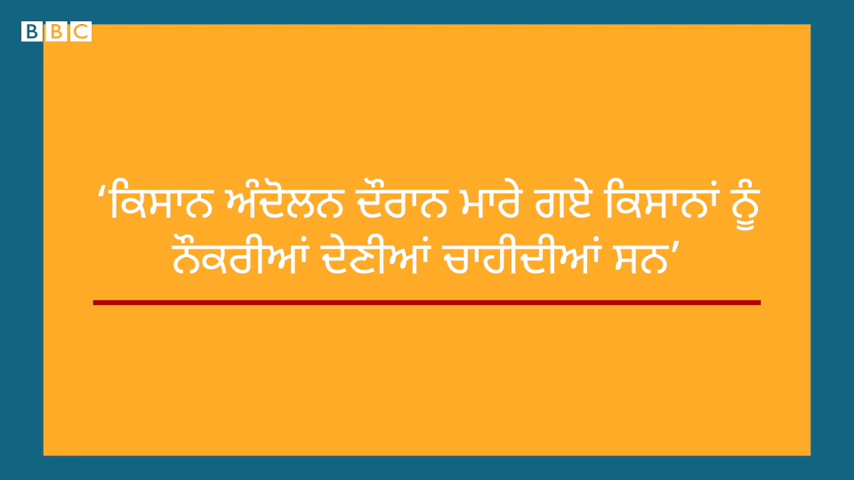 BBC
‘ਕਿਸਾਨ ਅੰਦੋਲਨ ਦੌਰਾਨ ਮਾਰੇ ਗਏ ਕਿਸਾਨਾਂ ਨੂੰ
ਨੌਕਰੀਆਂ ਦੇਣੀਆਂ ਚਾਹੀਦੀਆਂ ਸਨ’